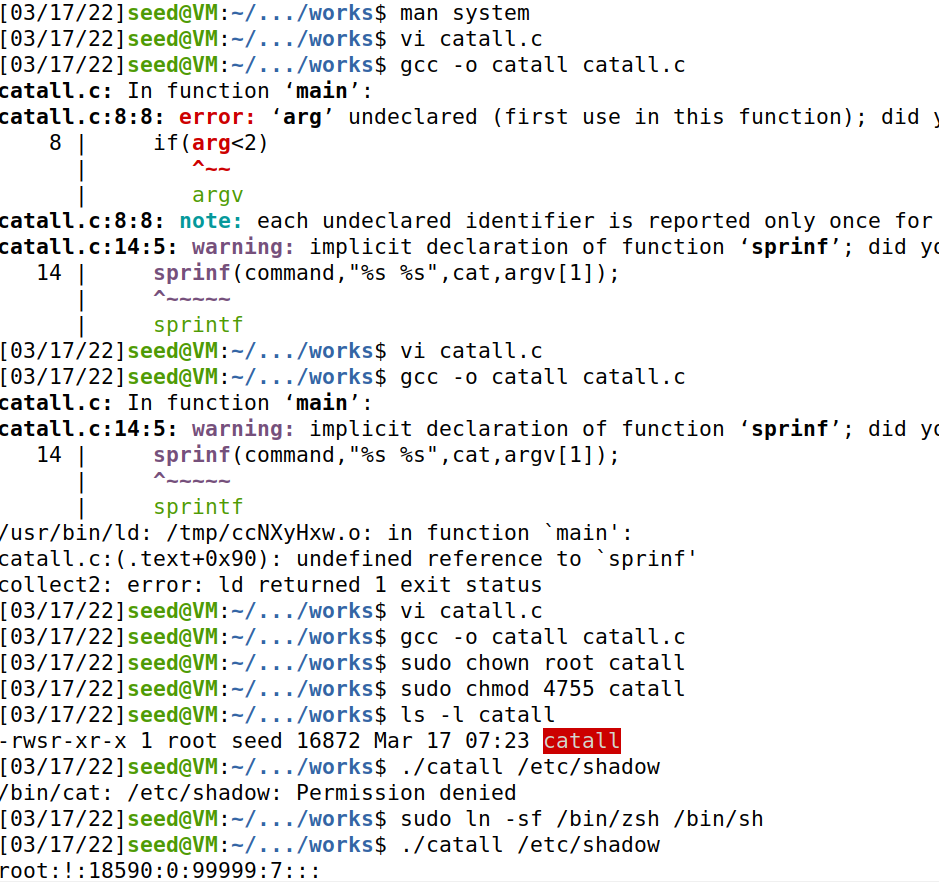 [03/17/22]seed@VM:~/.../works$ man system
[03/17/22]seed@VM:~/.../works$ vi catall.c
[03/17/22]seed@VM:~/.../works$ gcc -o catall catall.c
catall.c: In function ‘main’:
catall.c:8:8: error: ‘arg’ undeclared (first use in this function); did
8 |     if(arg<2)
|        ^~~
|        argv
catall.c:8:8: note: each undeclared identifier is reported only once for
catall.c:14:5: warning: implicit declaration of function ‘sprinf’; did
14 |     sprinf(command,"%s %s",cat,argv[1]);
|     ^~~~~~
|     sprintf
[03/17/22]seed@VM:~/.../works$ vi catall.c
[03/17/22]seed@VM:~/.../works$ gcc -o catall catall.c
catall.c: In function ‘main’:
catall.c:14:5: warning: implicit declaration of function ‘sprinf’; did
14 |     sprinf(command,"%s %s",cat,argv[1]);
|     ^~~~~~
|     sprintf
/usr/bin/ld: /tmp/ccNXyHxw.o: in function `main':
catall.c:(.text+0x90): undefined reference to `sprinf'
collect2: error: ld returned 1 exit status
[03/17/22]seed@VM:~/.../works$ vi catall.c
[03/17/22]seed@VM:~/.../works$ gcc -o catall catall.c
[03/17/22]seed@VM:~/.../works$ sudo chown root catall
[03/17/22]seed@VM:~/.../works$ sudo chmod 4755 catall
[03/17/22]seed@VM:~/.../works$ ls -l catall
-rwsr-xr-x 1 root seed 16872 Mar 17 07:23 catall
[03/17/22]seed@VM:~/.../works$ ./catall /etc/shadow
/bin/cat: /etc/shadow: Permission denied
[03/17/22]seed@VM:~/.../works$ sudo ln -sf /bin/zsh /bin/sh
[03/17/22]seed@VM:~/.../works$ ./catall /etc/shadow
root:!:18590:0:99999:7:::